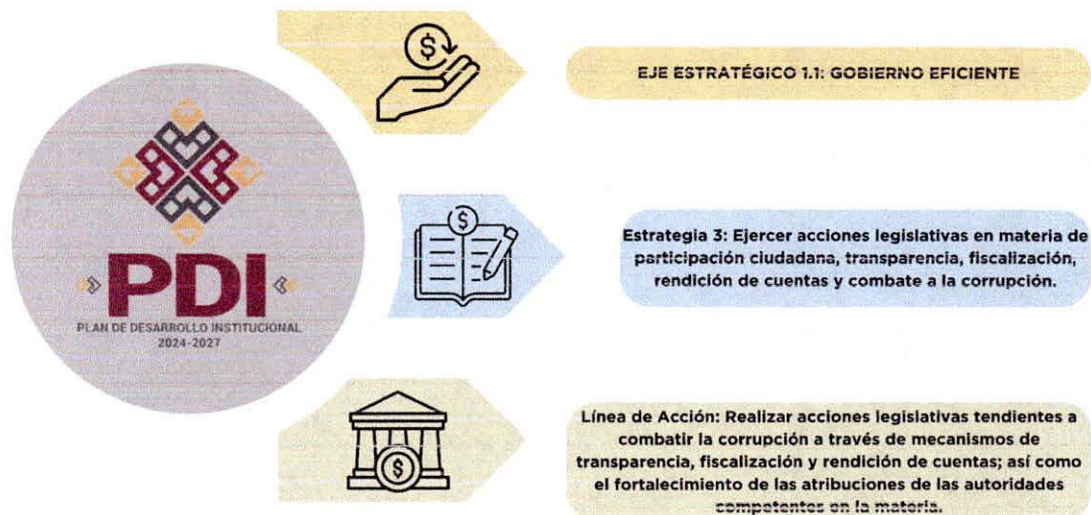 PDI
PLAN DE DESARROLLO INSTITUCIONAL
2024-2027
EJE ESTRATÉGICO 1.1: GOBIERNO EFICIENTE
Estrategia 3: Ejercer acciones legislativas en materia de
participación ciudadana, transparencia, fiscalización,
rendición de cuentas y combate a la corrupción.
Línea de Acción: Realizar acciones legislativas tendientes a
combatir la corrupción a través de mecanismos de
transparencia, fiscalización y rendición de cuentas; así como
el fortalecimiento de las atribuciones de las autoridades
competentes en la materia.
$
$
$